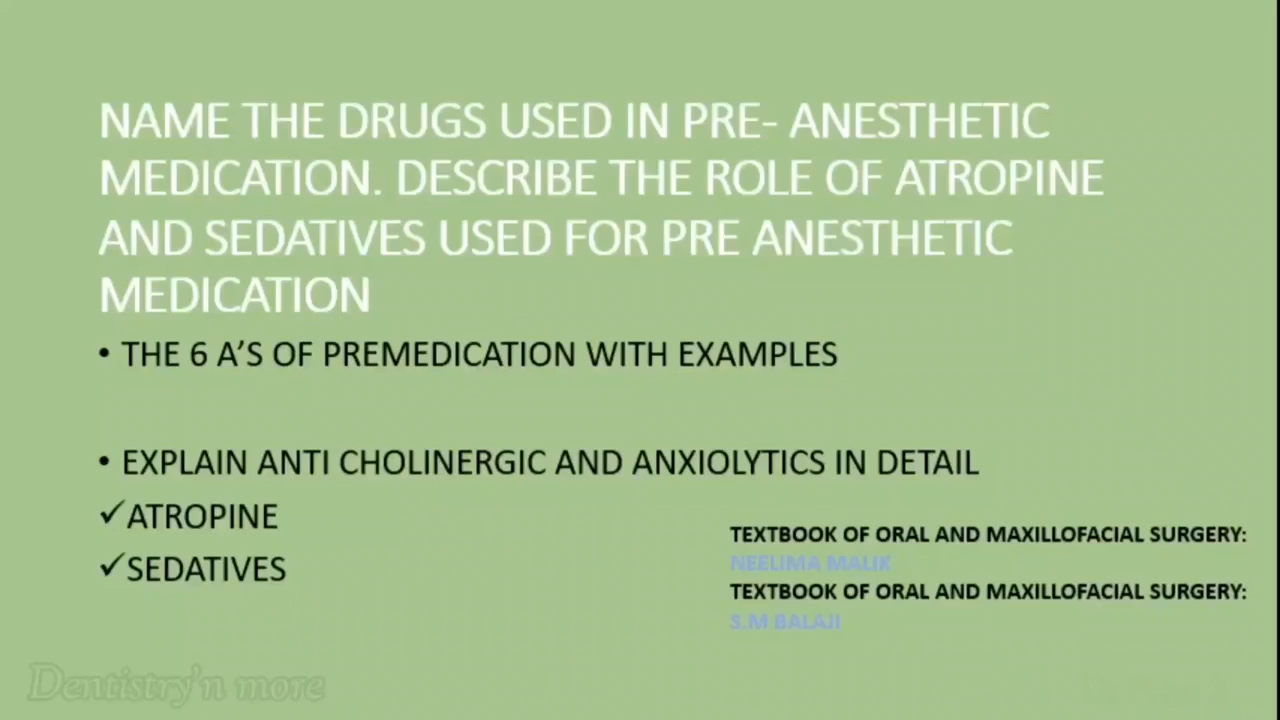 NAME THE DRUGS USED IN PRE- ANESTHETIC
MEDICATION. DESCRIBE THE ROLE OF ATROPINE
AND SEDATIVES USED FOR PRE ANESTHETIC
MEDICATION
• THE 6 A'S OF PREMEDICATION WITH EXAMPLES
• EXPLAIN ANTI CHOLINERGIC AND ANXIOLYTICS IN DETAIL
✓ATROPINE
✓SEDATIVES
TEXTBOOK OF ORAL AND MAXILLOFACIAL SURGERY:
NEELIMA MALIK
TEXTBOOK OF ORAL AND MAXILLOFACIAL SURGERY:
S.M BALAJI
Dentistry'n more